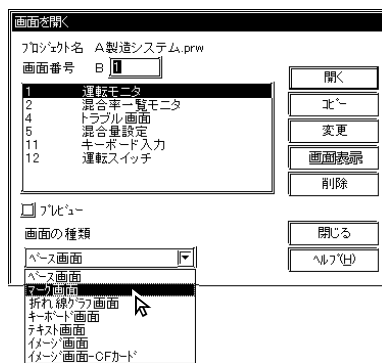 画面を開く
ﾌﾟﾛｼﾞｪｸﾄ名 A製造システム.prw
画面番号 B 1
1 運転モニタ
2 混合率一覧モニタ
4 トラブル画面
5 混合量設定
11 キーボード入力
12 運転スイッチ
開く
ｺﾋﾟｰ
変更
画面表示
削除
ﾌﾟﾚﾋﾞｭｰ
画面の種類
ﾍﾞｰｽ画面
閉じる
ﾍﾙﾌﾟ(H)
ﾍﾞｰｽ画面
ﾏｰｸ画面
折れ線ｸﾞﾗﾌ画面
ｷｰﾎﾞｰﾄﾞ画面
ﾃｷｽﾄ画面
ｲﾒｰｼﾞ画面
ｲﾒｰｼﾞ画面-CFｶｰﾄﾞ